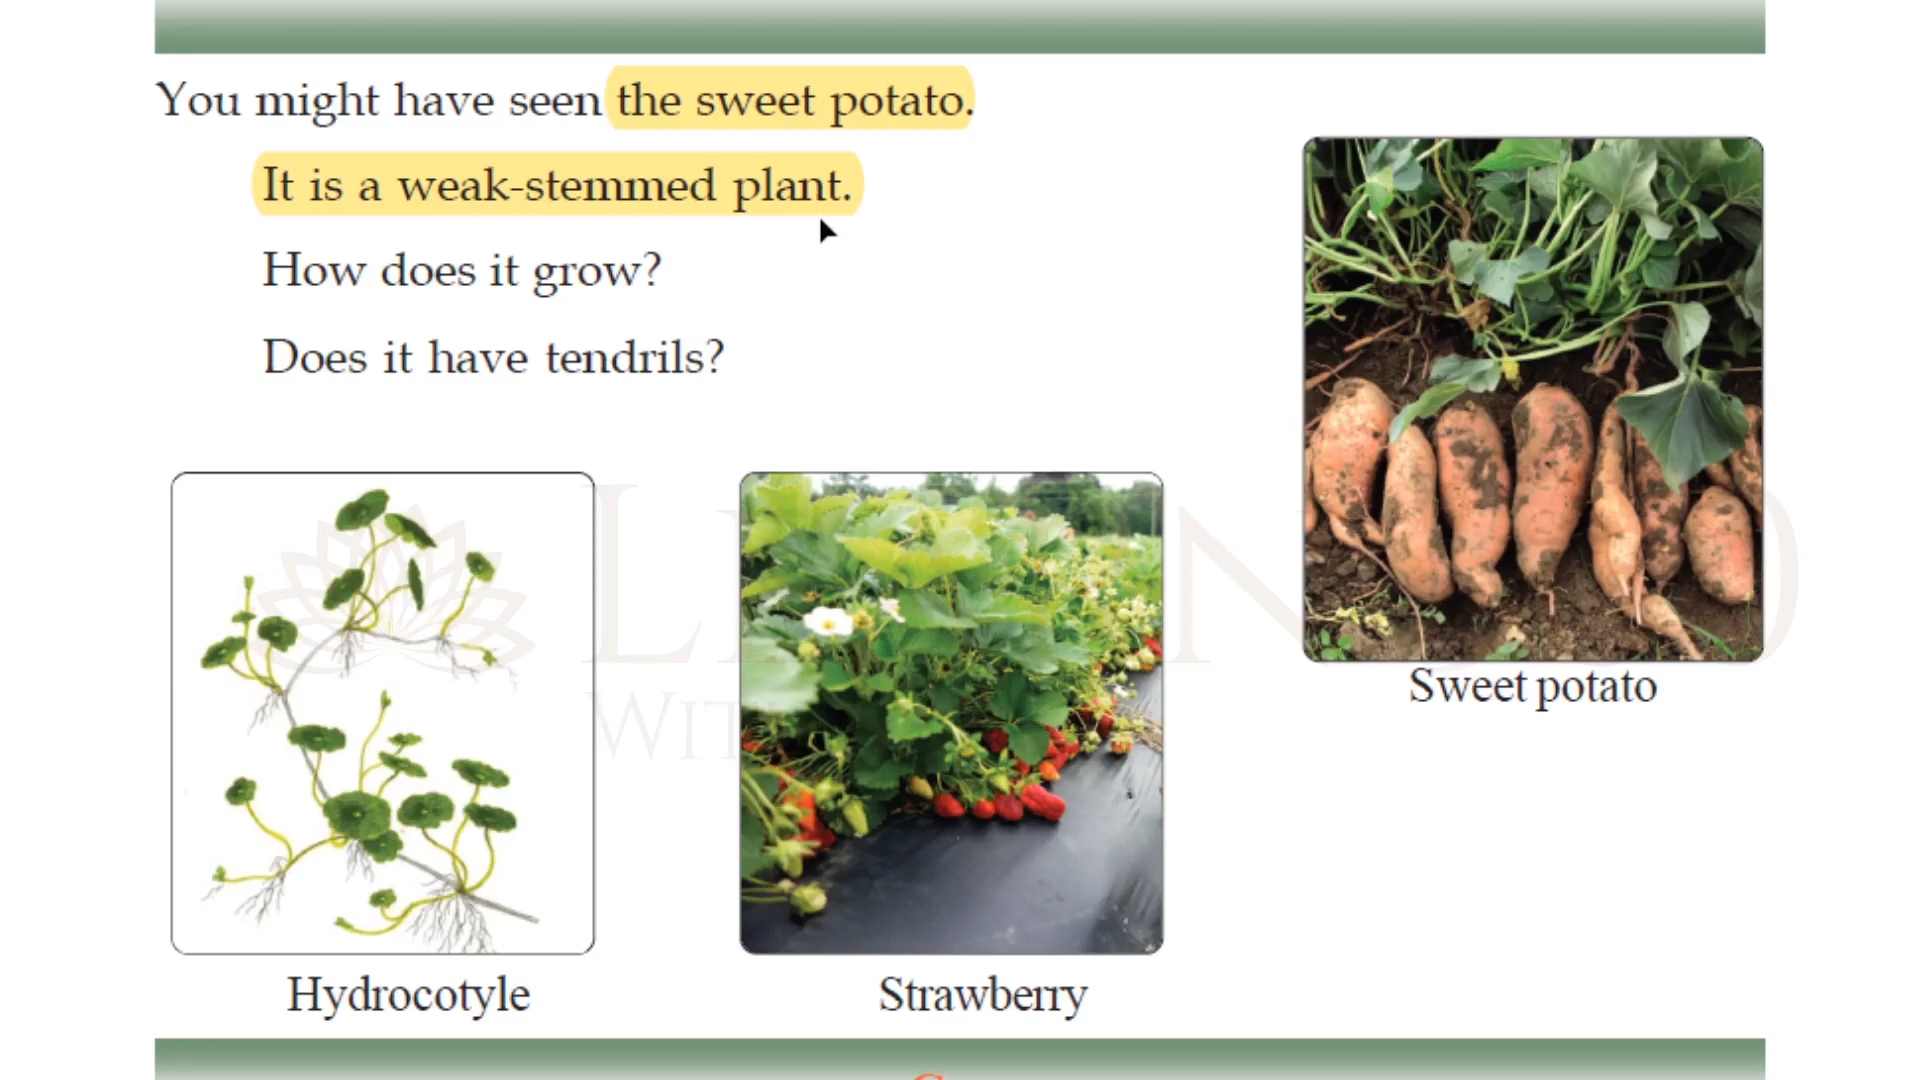 You might have seen the sweet potato.
It is a weak-stemmed plant.
How does it grow?
Does it have tendrils?
Sweet potato
Hydrocotyle
Strawberry